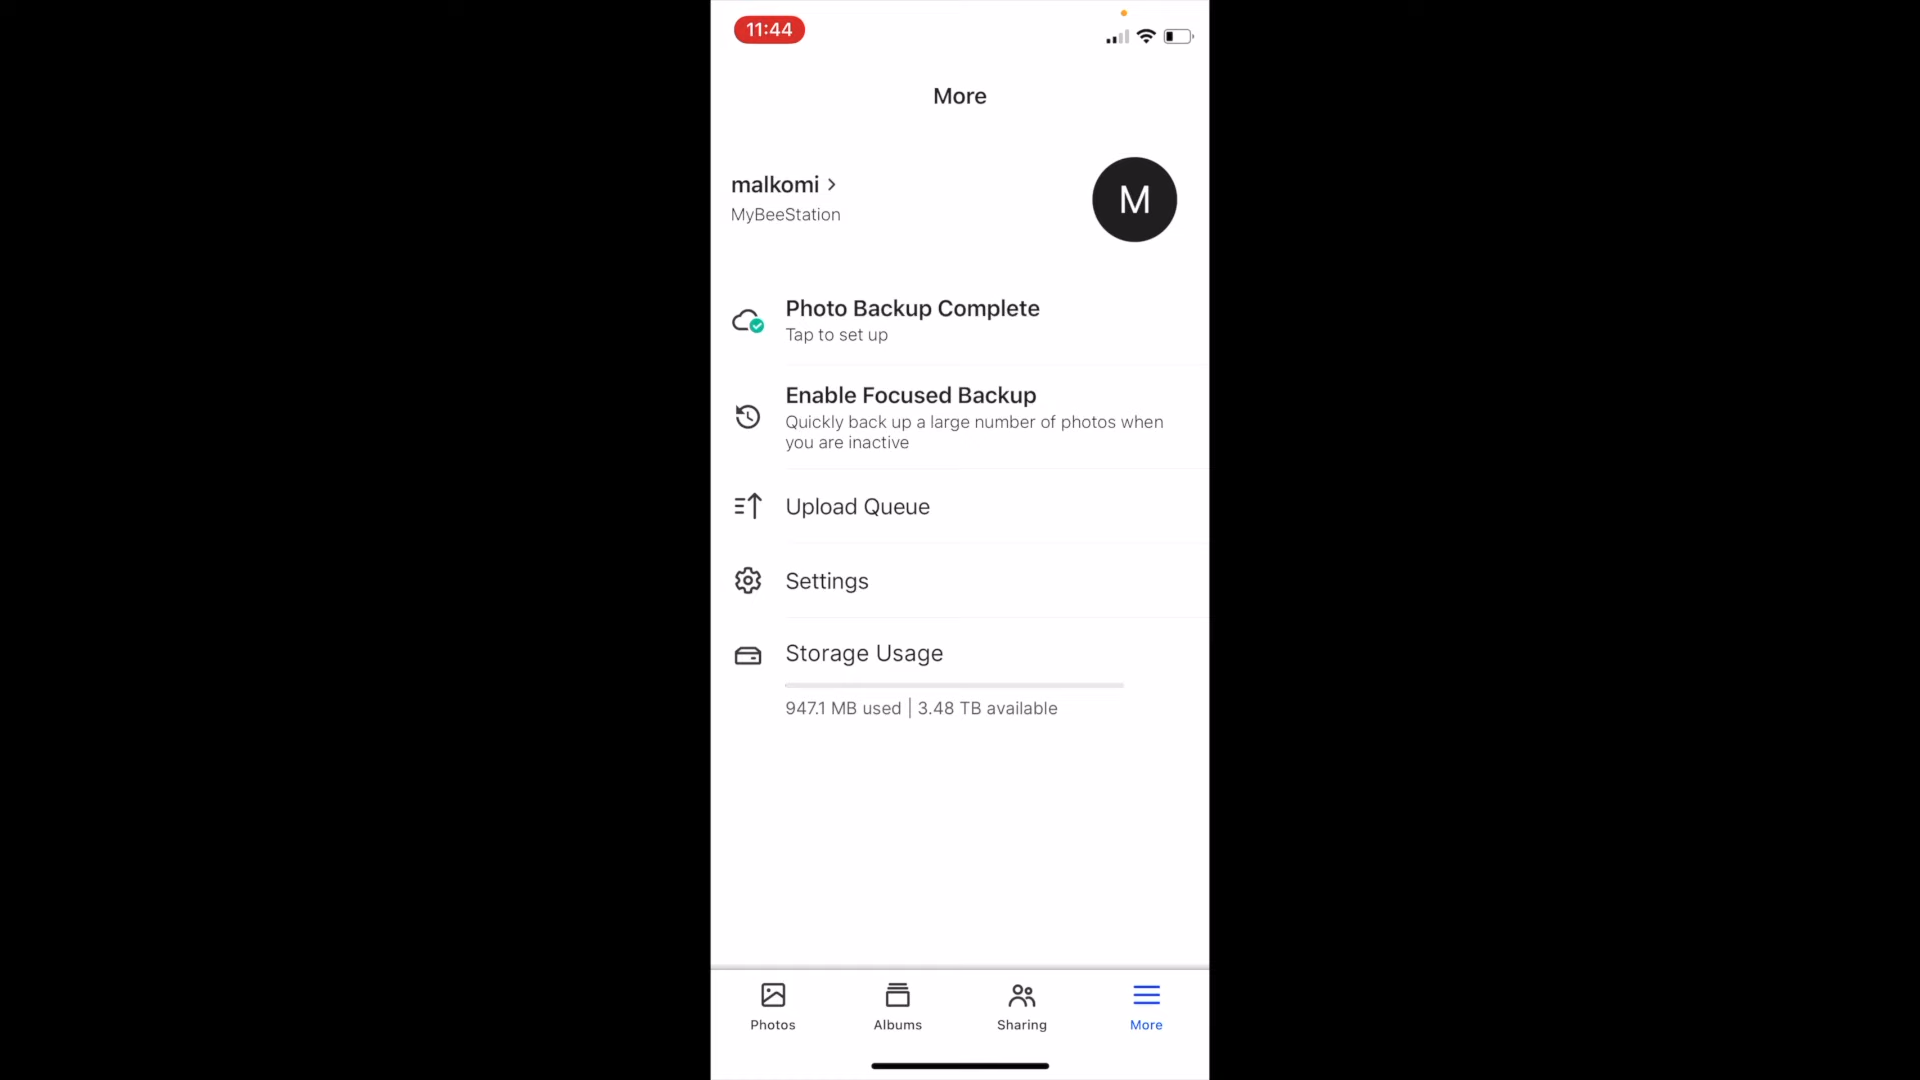 11:44
More
malkomi
MyBeeStation
M
Photo Backup Complete
Tap to set up
Enable Focused Backup
Quickly back up a large number of photos when
you are inactive
Upload Queue
Settings
Storage Usage
947.1 MB used | 3.48 TB available
Photos
Albums
Sharing
More